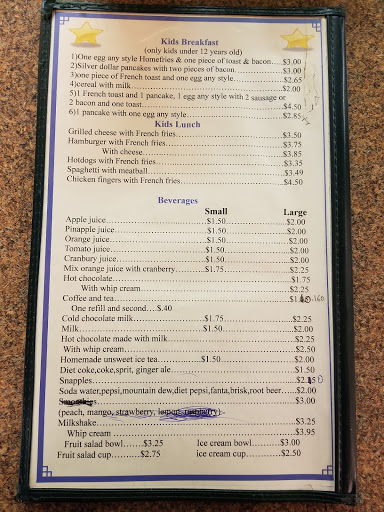 Kids Breakfast
(only kids under 12 years old)
1)One egg any style Homefries & one piece of toast & bacon....$3.00
2)Silver dollar pancakes with two pieces of bacon.......$3.00
3)one piece of French toast and one egg any style......$2.65
4)cereal with milk......$2.00
5)1 French toast and 1 pancake, 1 egg any style with 2 sausage or
2 bacon and one toast......$4.50
6)1 pancake with one egg any style......$2.85
Kids Lunch
Grilled cheese with French fries......$3.50
Hamburger with French fries......$3.75
With cheese......$3.85
Hotdogs with French fries......$3.35
Spaghetti with meatball......$3.49
Chicken fingers with French fries......$4.50
Beverages
Small Large
Apple juice......$1.50......$2.00
Pinapple juice......$1.50......$2.00
Orange juice......$1.50......$2.00
Tomato juice......$1.50......$2.00
Cranbury juice......$1.50......$2.00
Mix orange juice with cranberry......$1.75......$2.25
Hot chocolate......$1.75
With whip cream......$2.25
Coffee and tea......$1.60
One refill and second....$.40
Cold chocolate milk......$1.75......$2.25
Milk......$1.50......$2.00
Hot chocolate made with milk......$2.25
With whip cream......$2.50
Homemade unsweet ice tea......$1.50......$2.00
Diet coke,coke,sprit, ginger ale......$1.50
Snapples......
Soda water,pepsi,mountain dew,diet pepsi,fanta,brisk,root beer......$2.00
Smoothies......$3.00
(peach, mango, strawberry,
Milkshake......$3.25
Whip cream......$3.95
Fruit salad bowl....$3.25 Ice cream bowl....$3.00
Fruit salad cup......$2.75 ice cream cup......$2.50